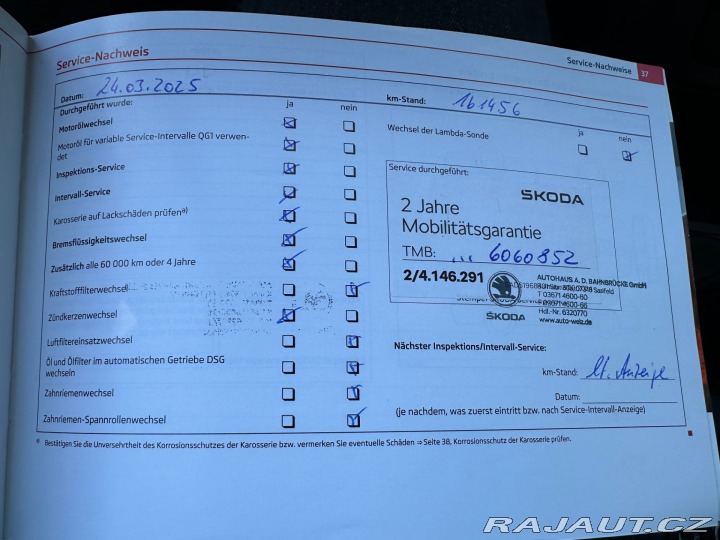 Service-Nachweis
Service-Nachweise 37
Datum: 24.03.2025
km-Stand: 161456
Durchgeführt wurde: ja nein
Motorölwechsel
Motoröl für variable Service-Intervalle QG1 verwen-
det
Inspektions-Service
Intervall-Service
Karosserie auf Lackschäden prüfen a)
Bremsflüssigkeitswechsel
Zusätzlich alle 60 000 km oder 4 Jahre
Kraftstofffilterwechsel
Zündkerzenwechsel
Luftfiltereinsatzwechsel
Öl und Ölfilter im automatischen Getriebe DSG
wechseln
Zahnriemenwechsel
Zahnriemen-Spannrollenwechsel
ja nein
Wechsel der Lambda-Sonde
Service durchgeführt:
ŠKODA
2 Jahre
Mobilitätsgarantie
TMB: ... 6060852
2/4.146.291
AUTOHAUS A. D. BAHNBRÜCKE GmbH
T 03671 4600-60
Hdl.-Nr. 6320770
www.auto-welz.de
ŠKODA
Nächster Inspektions/Intervall-Service:
km-Stand: lt. Anzeige
Datum:
(je nachdem, was zuerst eintritt bzw. nach Service-Intervall-Anzeige)
a) Bestätigen Sie die Unversehrtheit des Korrosionsschutzes der Karosserie bzw. vermerken Sie eventuelle Schäden ⇒ Seite 38, Korrosionsschutz der Karosserie prüfen.
RAJAUT.CZ